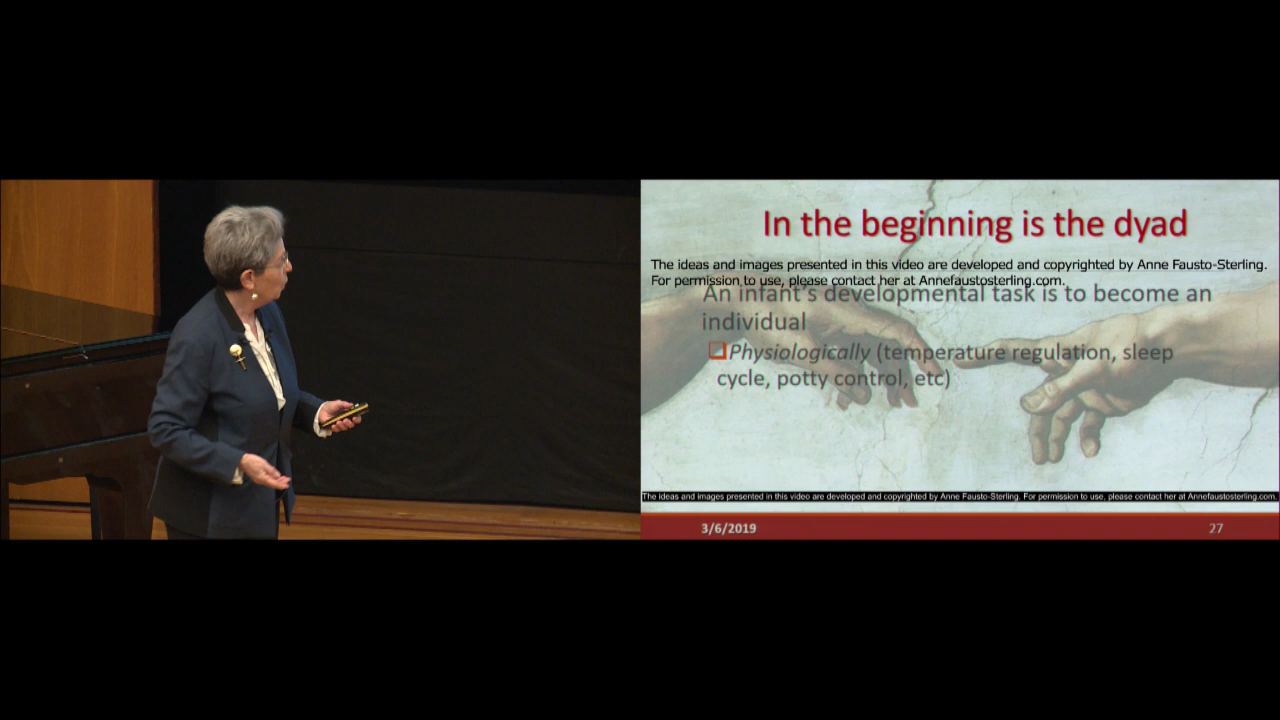 In the beginning is the dyad
The ideas and images presented in this video are developed and copyrighted by Anne Fausto-Sterling.
For permission to use, please contact her at Annefaustosterling.com.
An infant's developmental task is to become an
individual
Physiologically (temperature regulation, sleep
cycle, potty control, etc)
The ideas and images presented in this video are developed and copyrighted by Anne Fausto-Sterling. For permission to use, please contact her at Annefaustosterling.com.
3/6/2019
27